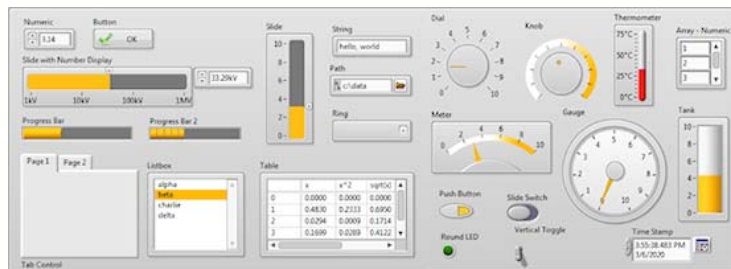 Numeric
3.14
Button
OK
Slide with Number Display
1kV 10kV 100kV 1MV
33.29kV
Progress Bar
Progress Bar 2
Page 1 Page 2
Tab Control
Slide
10-
8-
6-
4-
2-
0-
String
hello, world
Path
c:\data
Ring
Listbox
alpha
beta
charlie
delta
Table
x x^2 sqrt(x)
0 0.0000 0.0000 0.0000
1 0.4830 0.2333 0.6950
2 0.0294 0.0009 0.1714
3 0.1699 0.0289 0.4122
Dial
0 1 2 3 4 5 6 7 8 9 10
Knob
Thermometer
75°C-
50°C-
25°C-
0°C-
Array - Numeric
1
2
3
Meter
0 2 4 6 8 10
Gauge
0 1 2 3 4 5 6 7 8 9 10
Tank
10-
8-
6-
4-
2-
0-
Push Button
Slide Switch
Round LED
Vertical Toggle
Time Stamp
3:55:08.483 PM
3/6/2020